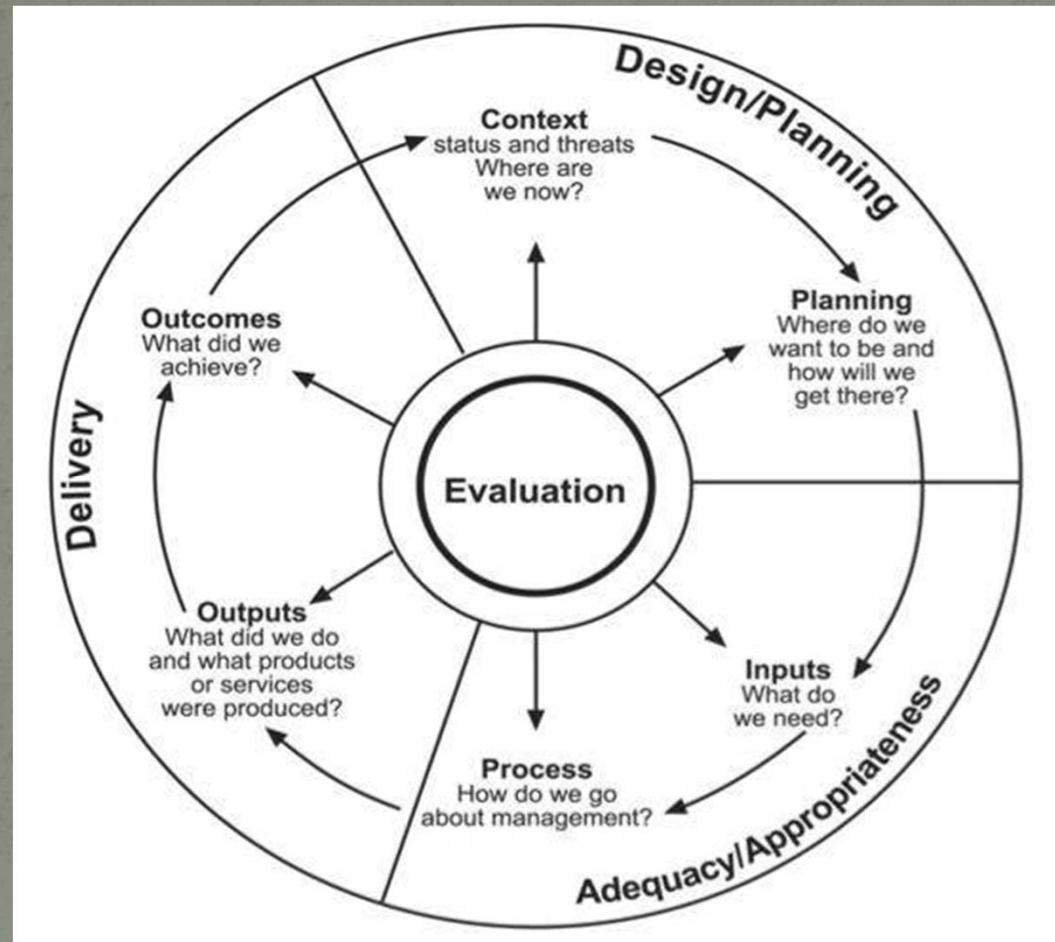 Design/Planning
Context
status and threats
Where are
we now?
Planning
Where do we
want to be and
how will we
get there?
Outcomes
What did we
achieve?
Delivery
Evaluation
Outputs
What did we do
and what products
or services
were produced?
Inputs
What do
we need?
Process
How do we go
about management?
Adequacy/Appropriateness